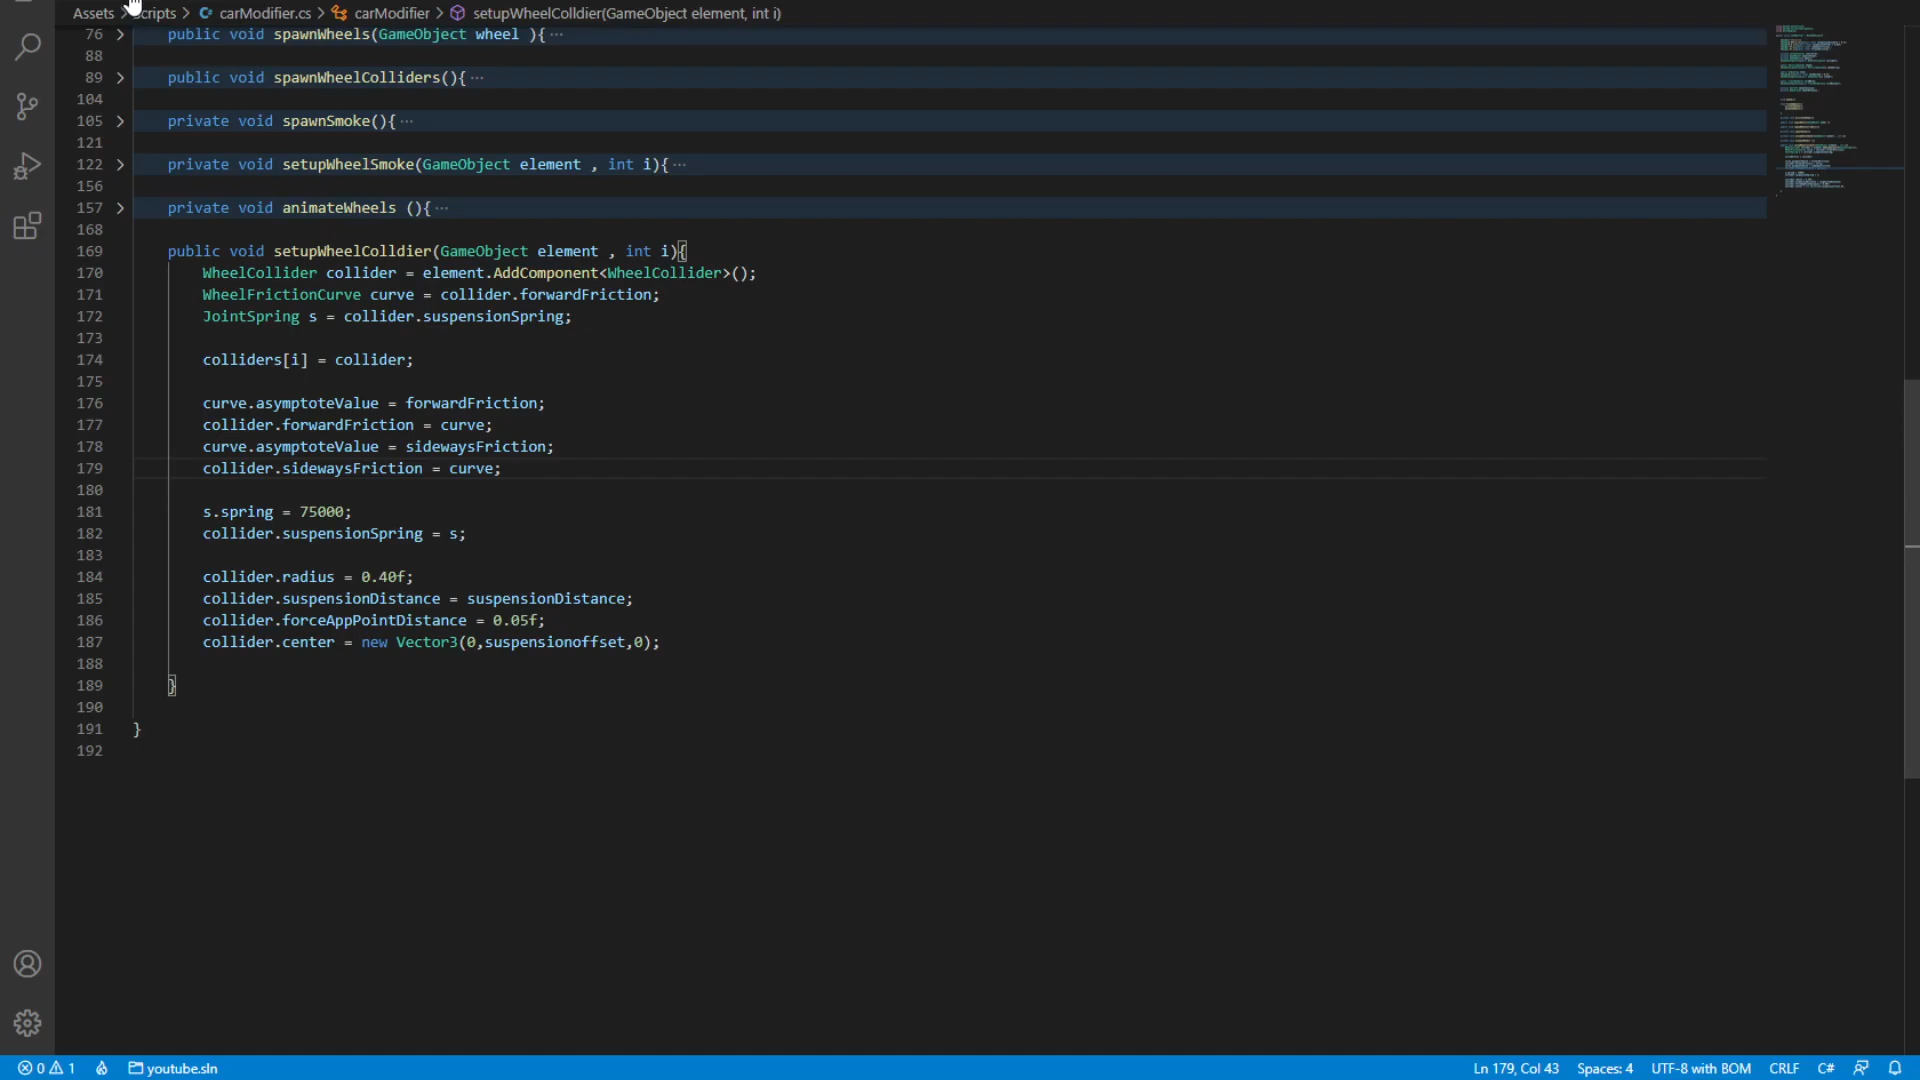 Assets > Scripts > carModifier.cs > carModifier > setupWheelColldier(GameObject element, int i)
76 > public void spawnWheels(GameObject wheel ){ ···
88
89 > public void spawnWheelColliders(){ ···
104
105 > private void spawnSmoke(){ ···
121
122 > private void setupWheelSmoke(GameObject element , int i){ ···
156
157 > private void animateWheels (){ ···
168
169 public void setupWheelColldier(GameObject element , int i){
170 WheelCollider collider = element.AddComponent<WheelCollider>();
171 WheelFrictionCurve curve = collider.forwardFriction;
172 JointSpring s = collider.suspensionSpring;
173
174 colliders[i] = collider;
175
176 curve.asymptoteValue = forwardFriction;
177 collider.forwardFriction = curve;
178 curve.asymptoteValue = sidewaysFriction;
179 collider.sidewaysFriction = curve;
180
181 s.spring = 75000;
182 collider.suspensionSpring = s;
183
184 collider.radius = 0.40f;
185 collider.suspensionDistance = suspensionDistance;
186 collider.forceAppPointDistance = 0.05f;
187 collider.center = new Vector3(0,suspensionoffset,0);
188
189 }
190
191 }
192
0 1 youtube.sln Ln 179, Col 43 Spaces: 4 UTF-8 with BOM CRLF C#